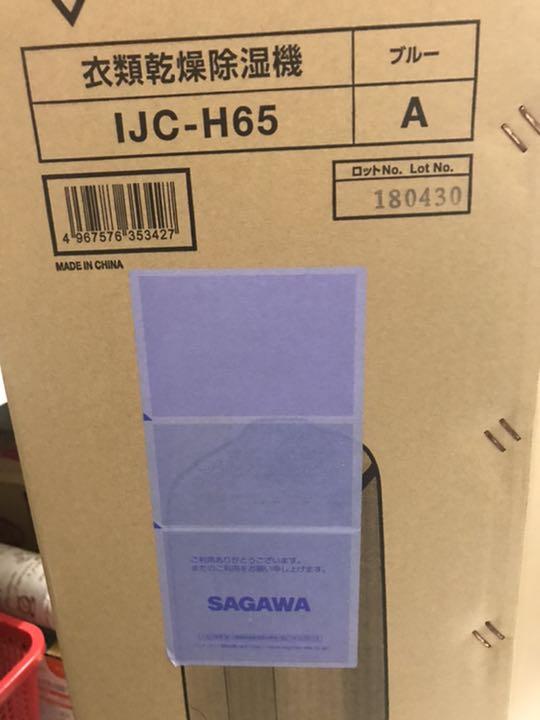 衣類乾燥除湿機
ブルー
IJC-H65
A
ロットNo. Lot No.
180430
4 967576 353427
MADE IN CHINA
ご利用ありがとうございます。
またのご利用をお願い申し上げます。
SAGAWA